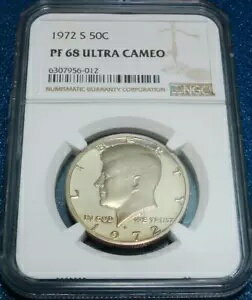 1972 S 50C
PF 68 ULTRA CAMEO
6307956-012
NUMISMATIC GUARANTY CORPORATION
NGC
LIBERTY
IN GOD WE TRUST
S
1972